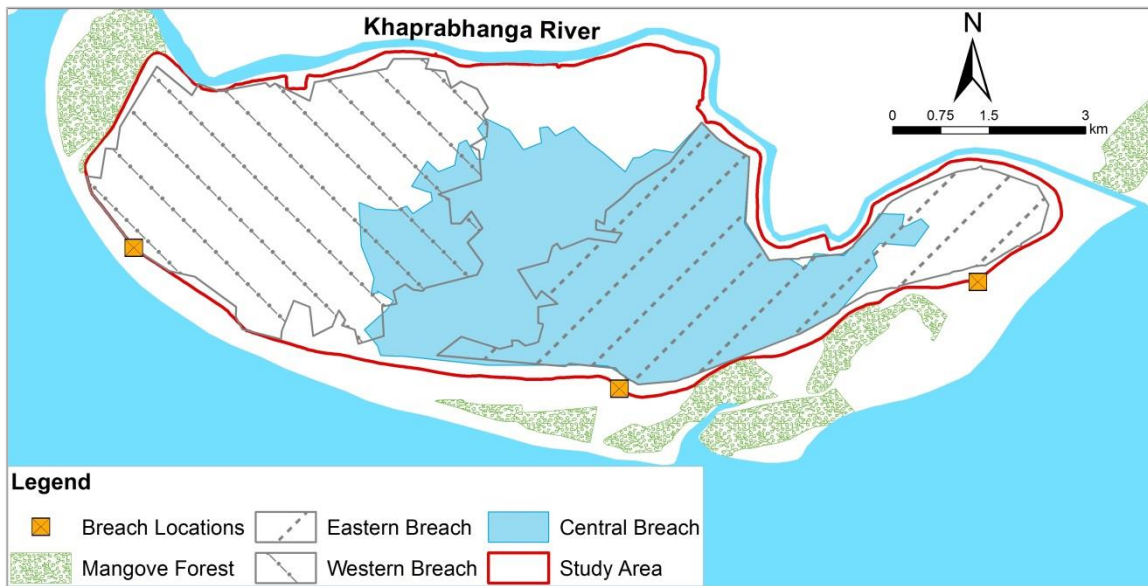 Khaprabhanga River
N
0 0.75 1.5 3
km
Legend
Breach Locations
Eastern Breach
Central Breach
Mangove Forest
Western Breach
Study Area